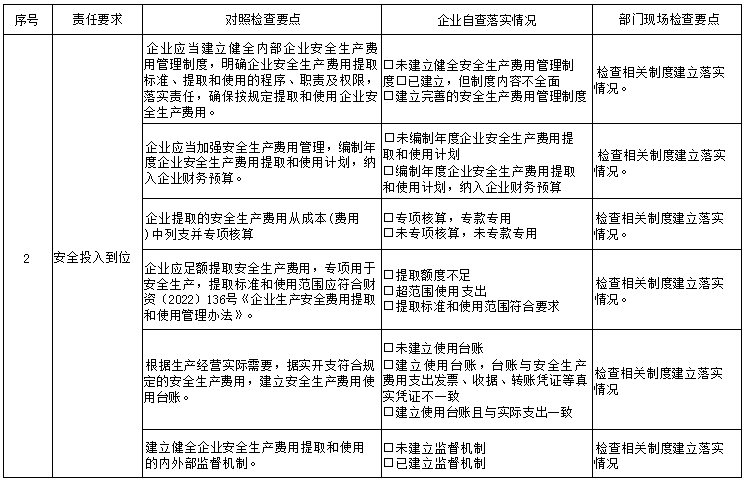 序号 责任要求 对照检查要点 企业自查落实情况 部门现场检查要点
2 安全投入到位
企业应当建立健全内部企业安全生产费
用管理制度，明确企业安全生产费用提取
标准、提取和使用的程序、职责及权限，
落实责任，确保按规定提取和使用企业安
全生产费用。
□未建立健全安全生产费用管理制
度□已建立，但制度内容不全面
□建立完善的安全生产费用管理制度
检查相关制度建立落实
情况。
企业应当加强安全生产费用管理，编制年
度企业安全生产费用提取和使用计划，纳
入企业财务预算。
□未编制年度企业安全生产费用提
取和使用计划
□编制年度企业安全生产费用提取
和使用计划，纳入企业财务预算
检查相关制度建立落实
情况。
企业提取的安全生产费用从成本(费用
)中列支并专项核算
□专项核算，专款专用
□未专项核算，未专款专用
检查相关制度建立落实
情况。
企业应足额提取安全生产费用，专项用于
安全生产，提取标准和使用范围应符合财
资〔2022〕136号《企业生产安全费用提取
和使用管理办法》。
□提取额度不足
□超范围使用支出
□提取标准和使用范围符合要求
检查相关制度建立落实
情况。
根据生产经营实际需要，据实开支符合规
定的安全生产费用，建立安全生产费用使
用台账。
□未建立使用台账
□建立使用台账，台账与安全生产
费用支出发票、收据、转账凭证等真
实凭证不一致
□建立使用台账且与实际支出一致
检查相关制度建立落实
情况
建立健全企业安全生产费用提取和使用
的内外部监督机制。
□未建立监督机制
□已建立监督机制
检查相关制度建立落实
情况